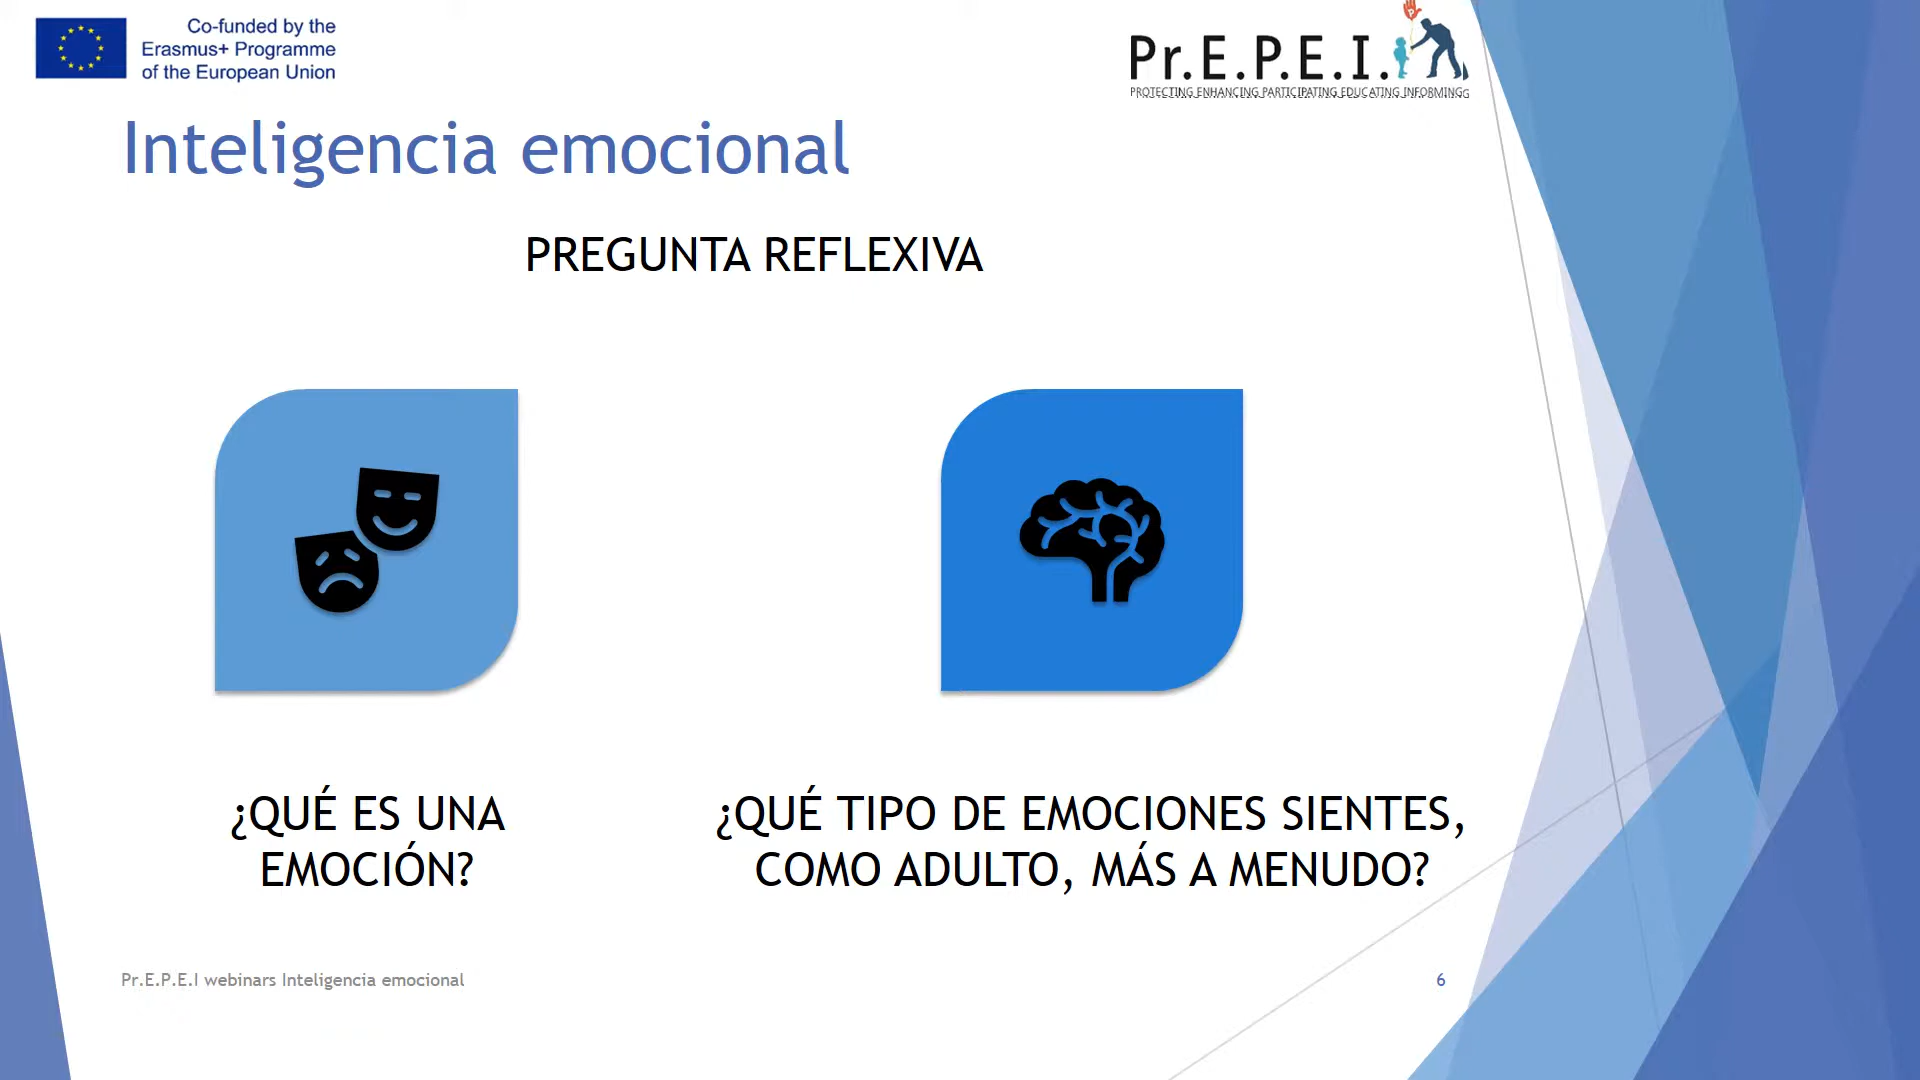 Co-funded by the
Erasmus+ Programme
of the European Union
Pr.E.P.E.I.
PROTECTING ENHANCING PARTICIPATING EDUCATING INFORMING
Inteligencia emocional
PREGUNTA REFLEXIVA
¿QUÉ ES UNA
EMOCIÓN?
¿QUÉ TIPO DE EMOCIONES SIENTES,
COMO ADULTO, MÁS A MENUDO?
Pr.E.P.E.I webinars Inteligencia emocional
6